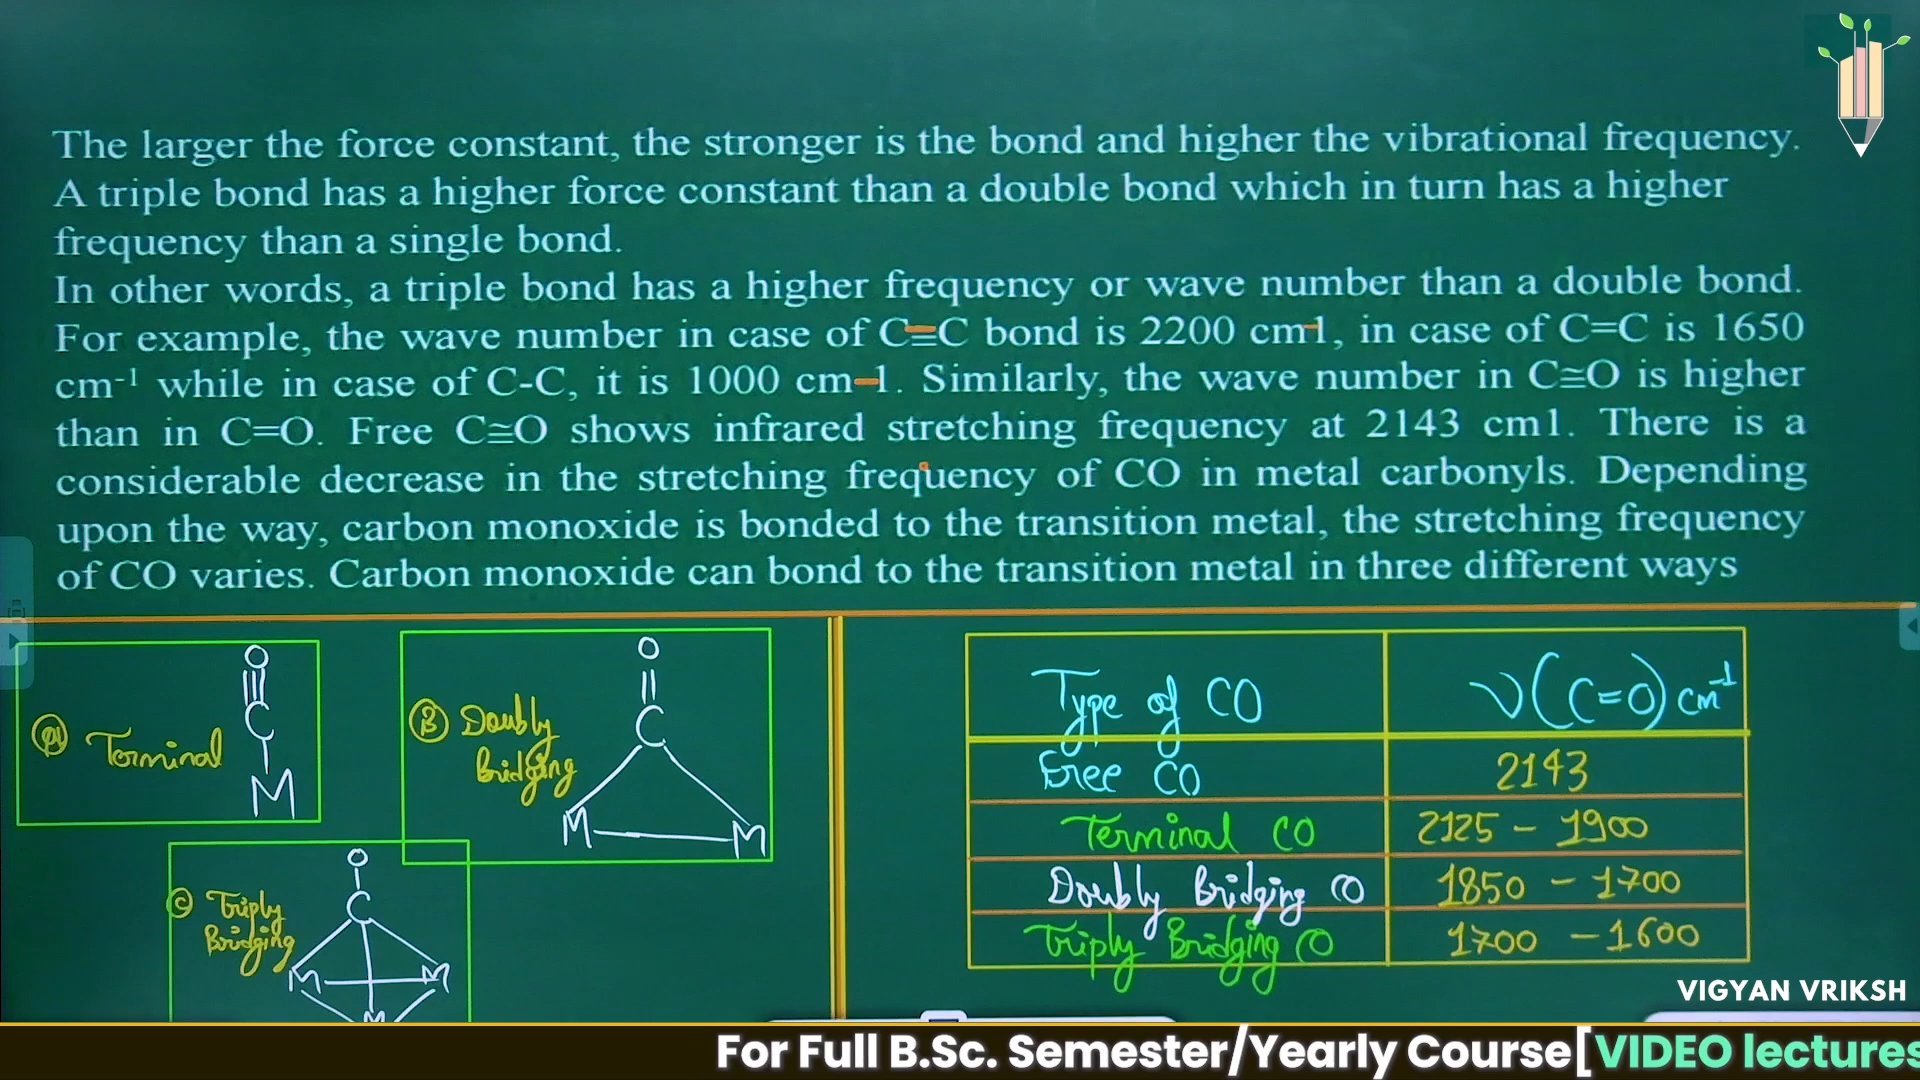 The larger the force constant, the stronger is the bond and higher the vibrational frequency.
A triple bond has a higher force constant than a double bond which in turn has a higher
frequency than a single bond.
In other words, a triple bond has a higher frequency or wave number than a double bond.
For example, the wave number in case of C≡C bond is 2200 cm-1, in case of C=C is 1650
cm-1 while in case of C-C, it is 1000 cm-1. Similarly, the wave number in C≅O is higher
than in C=O. Free C≅O shows infrared stretching frequency at 2143 cm1. There is a
considerable decrease in the stretching frequency of CO in metal carbonyls. Depending
upon the way, carbon monoxide is bonded to the transition metal, the stretching frequency
of CO varies. Carbon monoxide can bond to the transition metal in three different ways
A Terminal
O
C
M
B Doubly
Bridging
O
C
M M
C Triply
Bridging
O
C
M M
M
Type of CO ν(C=O) cm-1
Free CO 2143
Terminal CO 2125 - 1900
Doubly Bridging CO 1850 - 1700
Triply Bridging CO 1700 - 1600
VIGYAN VRIKSH
For Full B.Sc. Semester/Yearly Course[VIDEO lectures